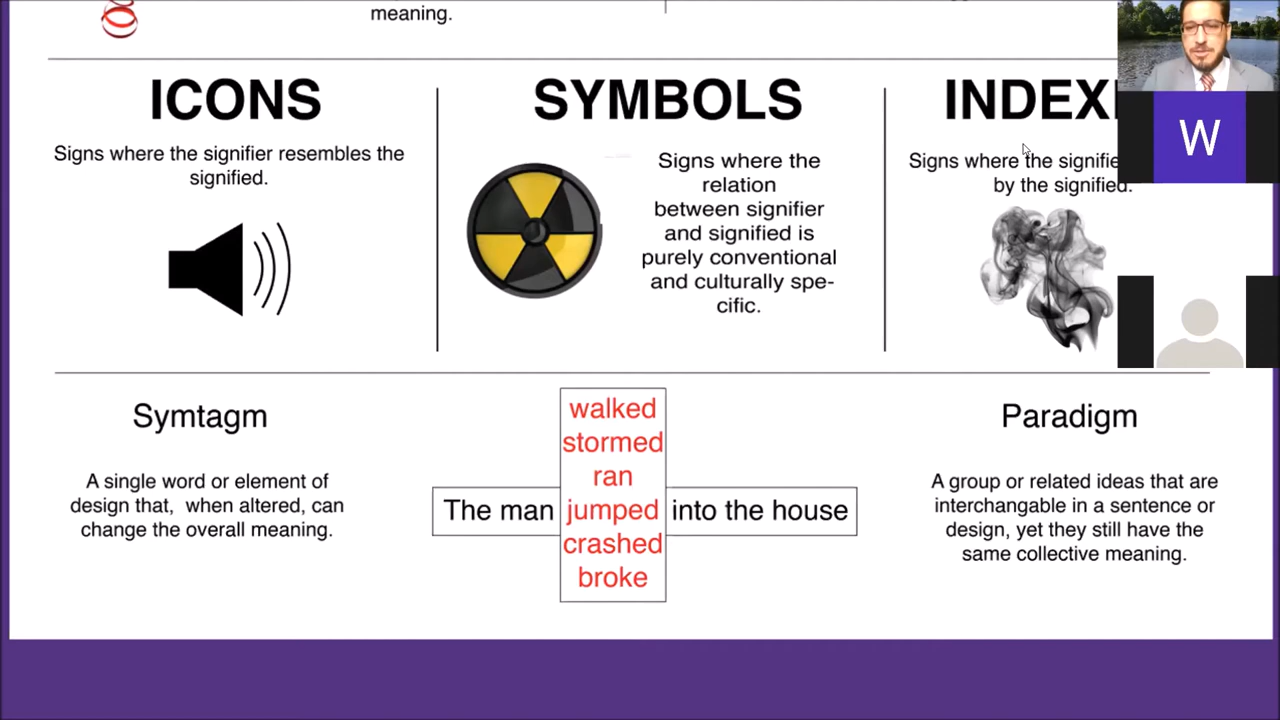 meaning.
ICONS
Signs where the signifier resembles the
signified.
SYMBOLS
Signs where the
relation
between signifier
and signified is
purely conventional
and culturally spe-
cific.
INDEX
Signs where the signifie
by the signified.
W
Symtagm
A single word or element of
design that, when altered, can
change the overall meaning.
walked
stormed
ran
The man jumped into the house
crashed
broke
Paradigm
A group or related ideas that are
interchangable in a sentence or
design, yet they still have the
same collective meaning.